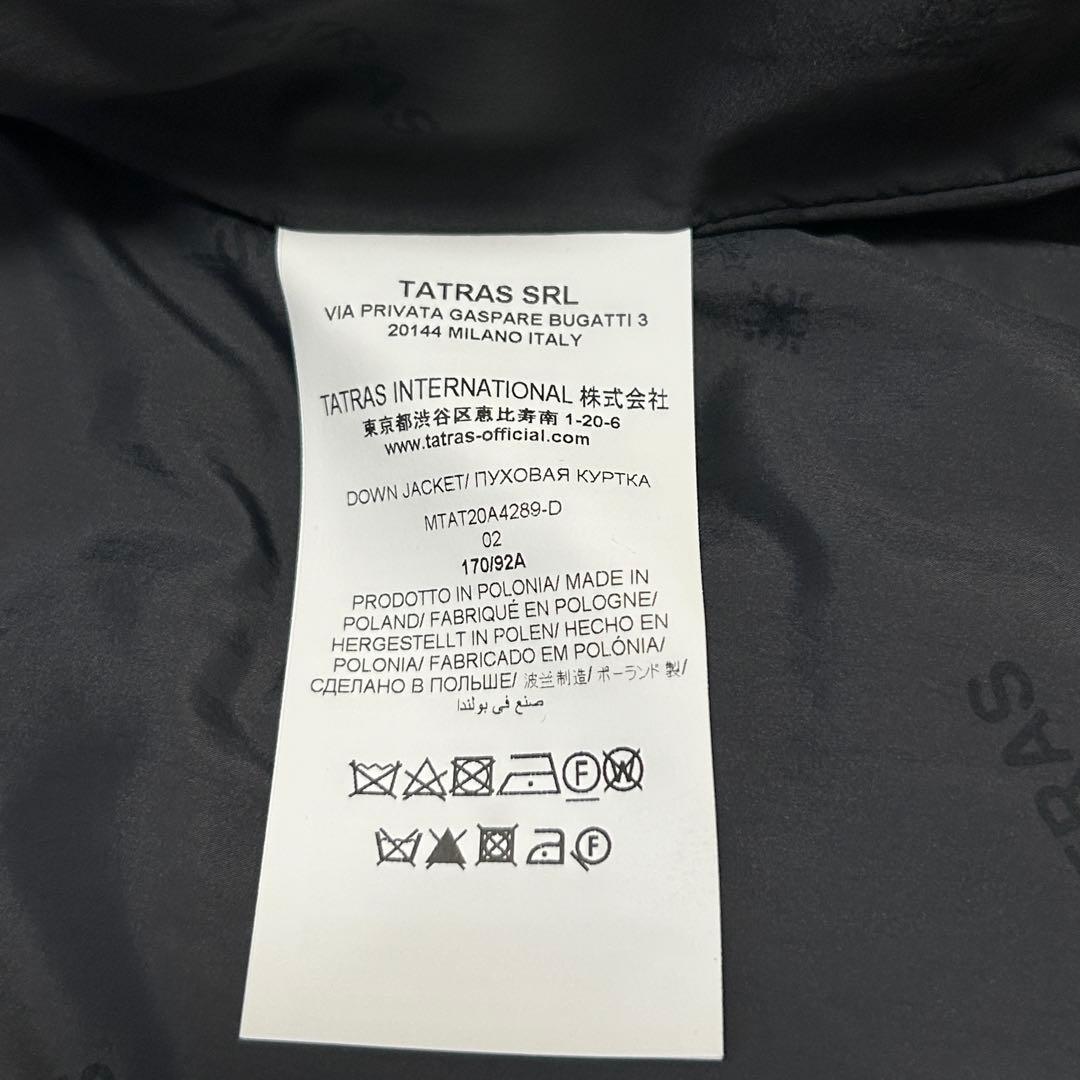 TATRAS SRL
VIA PRIVATA GASPARE BUGATTI 3
20144 MILANO ITALY
TATRAS INTERNATIONAL 株式会社
東京都渋谷区恵比寿南 1-20-6
www.tatras-official.com
DOWN JACKET/ ПУХОВАЯ КУРТКА
MTAT20A4289-D
02
170/92A
PRODOTTO IN POLONIA/ MADE IN
POLAND/ FABRIQUÉ EN POLOGNE/
HERGESTELLT IN POLEN/ HECHO EN
POLONIA/ FABRICADO EM POLÓNIA/
СДЕЛАНО В ПОЛЬШЕ/ 波兰制造/ ポーランド 製/
صنع في بولندا
F W
F
RAS